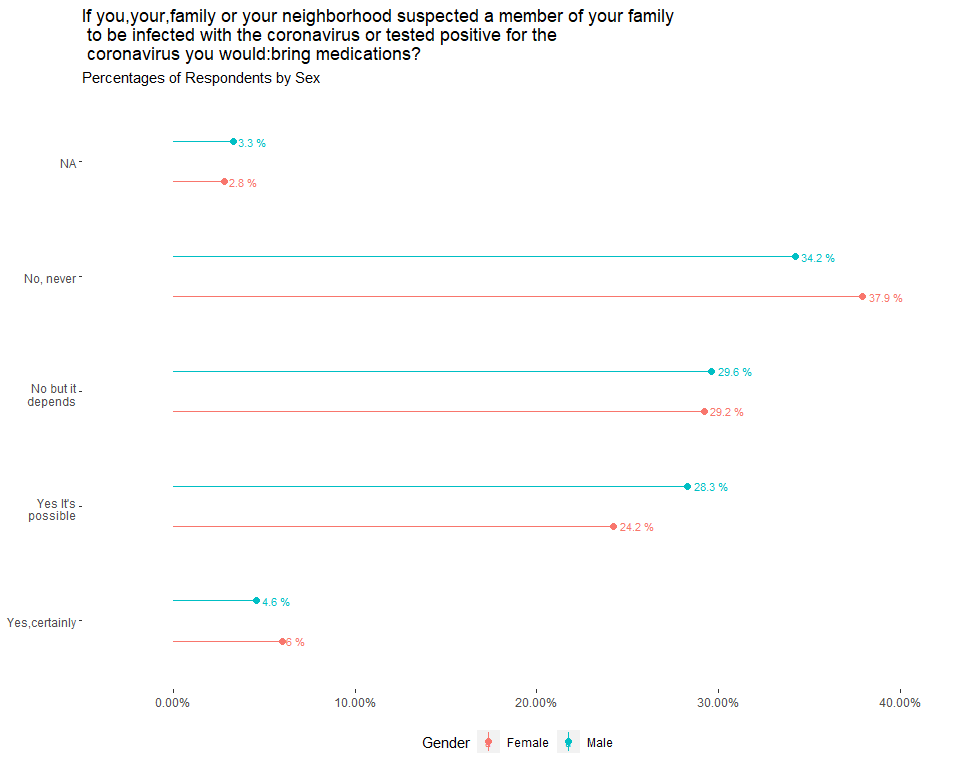 If you,your,family or your neighborhood suspected a member of your family
to be infected with the coronavirus or tested positive for the
coronavirus you would:bring medications?
Percentages of Respondents by Sex
NA
3.3 %
2.8 %
No, never
34.2 %
37.9 %
No but it
depends
29.6 %
29.2 %
Yes It's
possible
28.3 %
24.2 %
Yes,certainly
4.6 %
6 %
0.00% 10.00% 20.00% 30.00% 40.00%
Gender Female Male